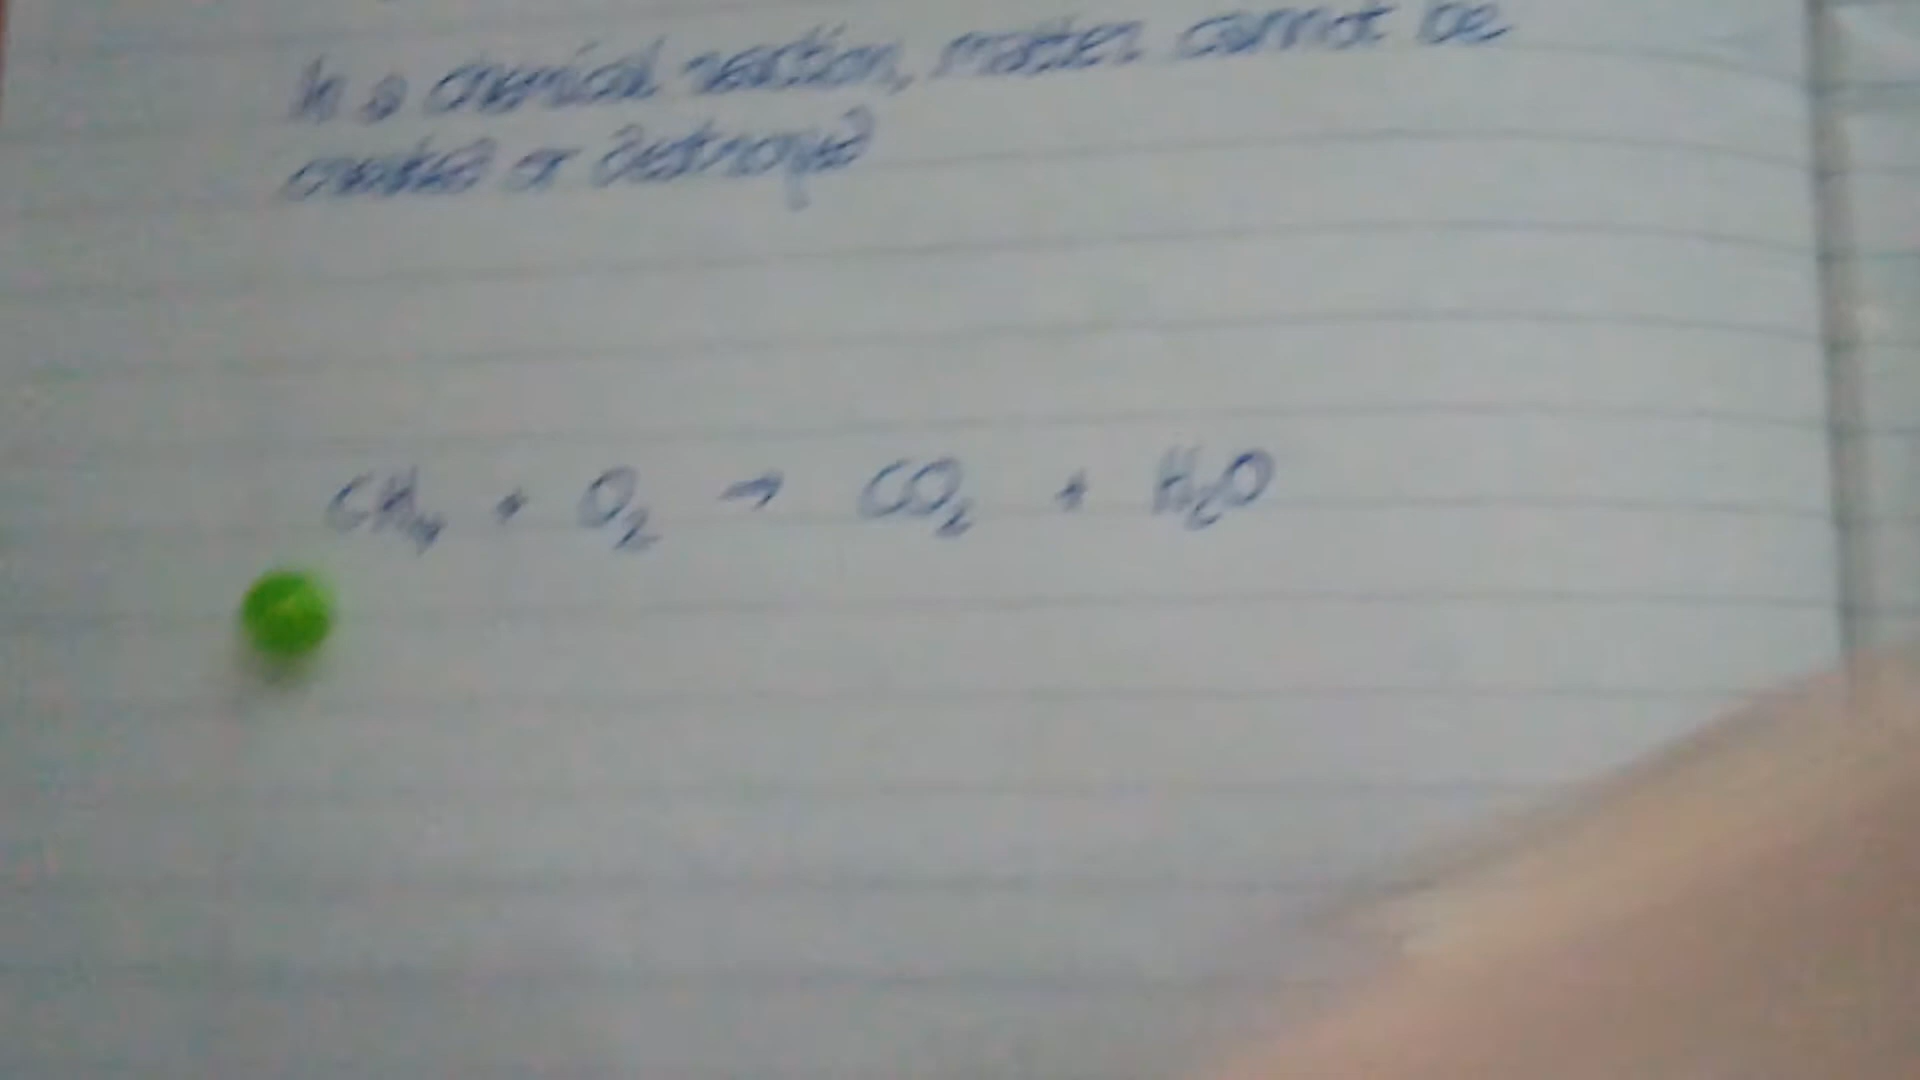 In a chemical reaction, matter cannot be
created or destroyed
CH₄ + O₂ → CO₂ + H₂O